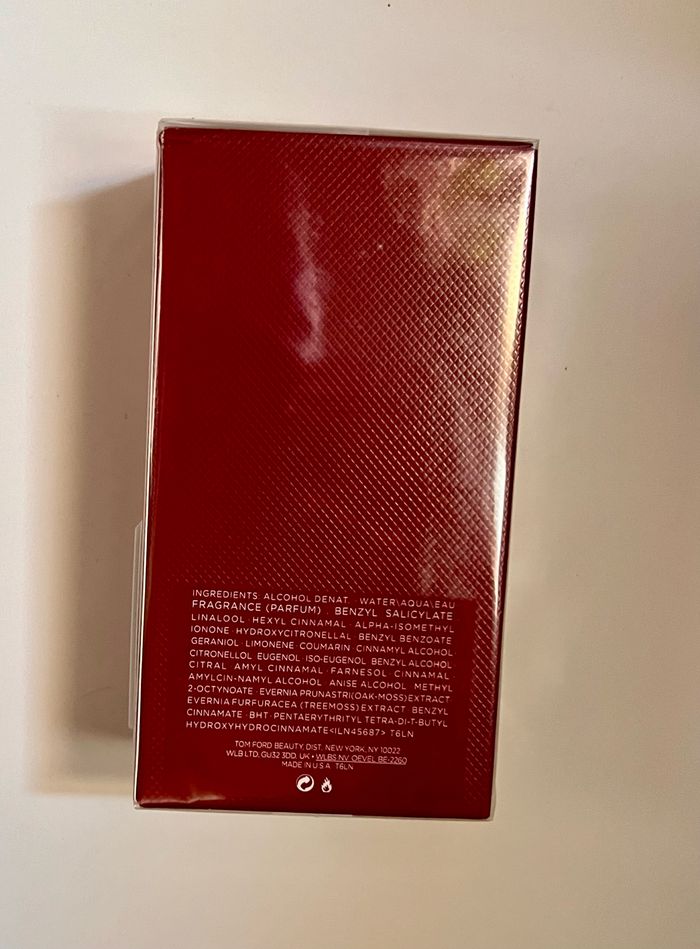 INGREDIENTS: ALCOHOL DENAT. WATER\AQUA\EAU
FRAGRANCE (PARFUM) . BENZYL SALICYLATE
LINALOOL · HEXYL CINNAMAL · ALPHA-ISOMETHYL
IONONE · HYDROXYCITRONELLAL BENZYL BENZOATE
GERANIOL · LIMONENE · COUMARIN · CINNAMYL ALCOHOL
CITRONELLOL EUGENOL · ISO-EUGENOL BENZYL ALCOHOL
CITRAL AMYL CINNAMAL · FARNESOL · CINNAMAL
AMYLCIN-NAMYL ALCOHOL ANISE ALCOHOL METHYL
2-OCTYNOATE · EVERNIA PRUNASTRI(OAK-MOSS)EXTRACT
EVERNIA FURFURACEA (TREEMOSS) EXTRACT BENZYL
CINNAMATE · BHT · PENTAERYTHRITYL TETRA-DI-T-BUTYL
HYDROXYHYDROCINNAMATE<ILN45687> T6LN
TOM FORD BEAUTY, DIST. NEW YORK, NY 10022
WLB LTD, GU32 3DD, UK • WLBS NV OEVEL BE-2260
MADE IN U.S.A. T6LN